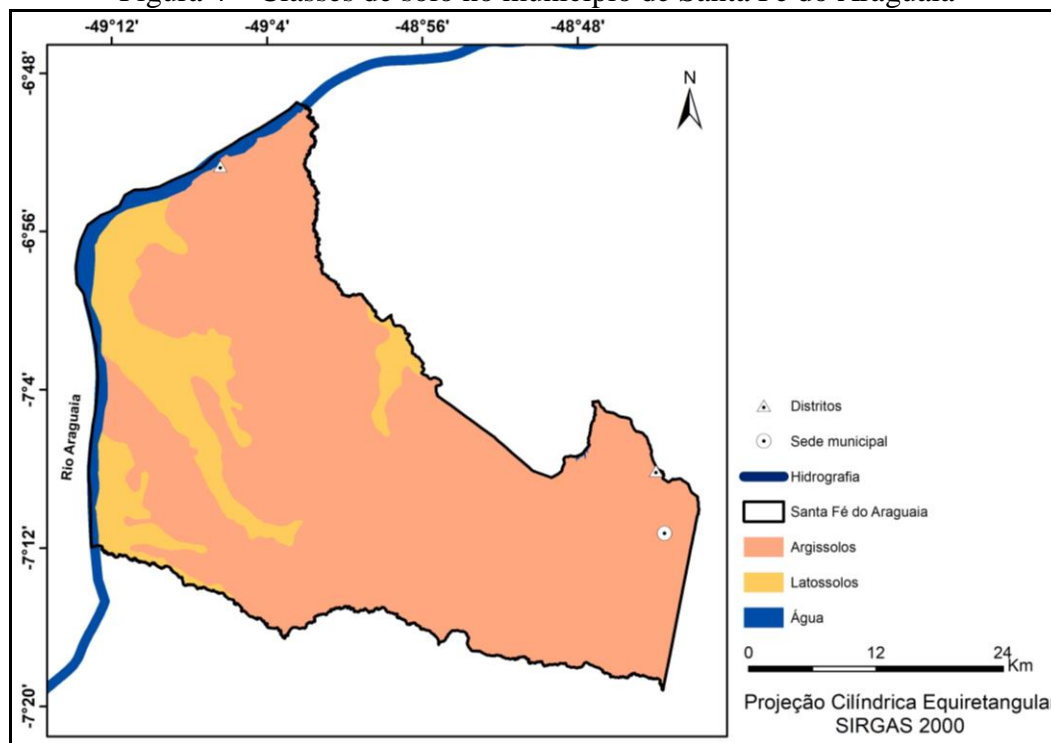 -49°12' -49°4' -48°56' -48°48'
-6°48'
-6°56'
-7°4'
-7°12'
-7°20'
N
Rio Araguaia
Distritos
Sede municipal
Hidrografia
Santa Fé do Araguaia
Argissolos
Latossolos
Água
0 12 24
Km
Projeção Cilíndrica Equiretangular
SIRGAS 2000